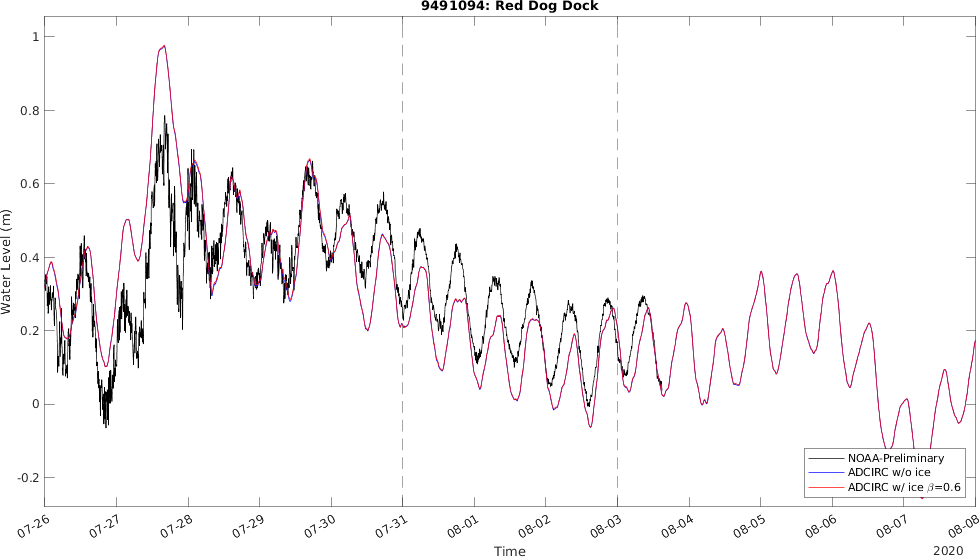 9491094: Red Dog Dock
Water Level (m)
1
0.8
0.6
0.4
0.2
0
-0.2
NOAA-Preliminary
ADCIRC w/o ice
ADCIRC w/ ice β=0.6
07-26 07-27 07-28 07-29 07-30 07-31 08-01 08-02 08-03 08-04 08-05 08-06 08-07 08-08
Time
2020